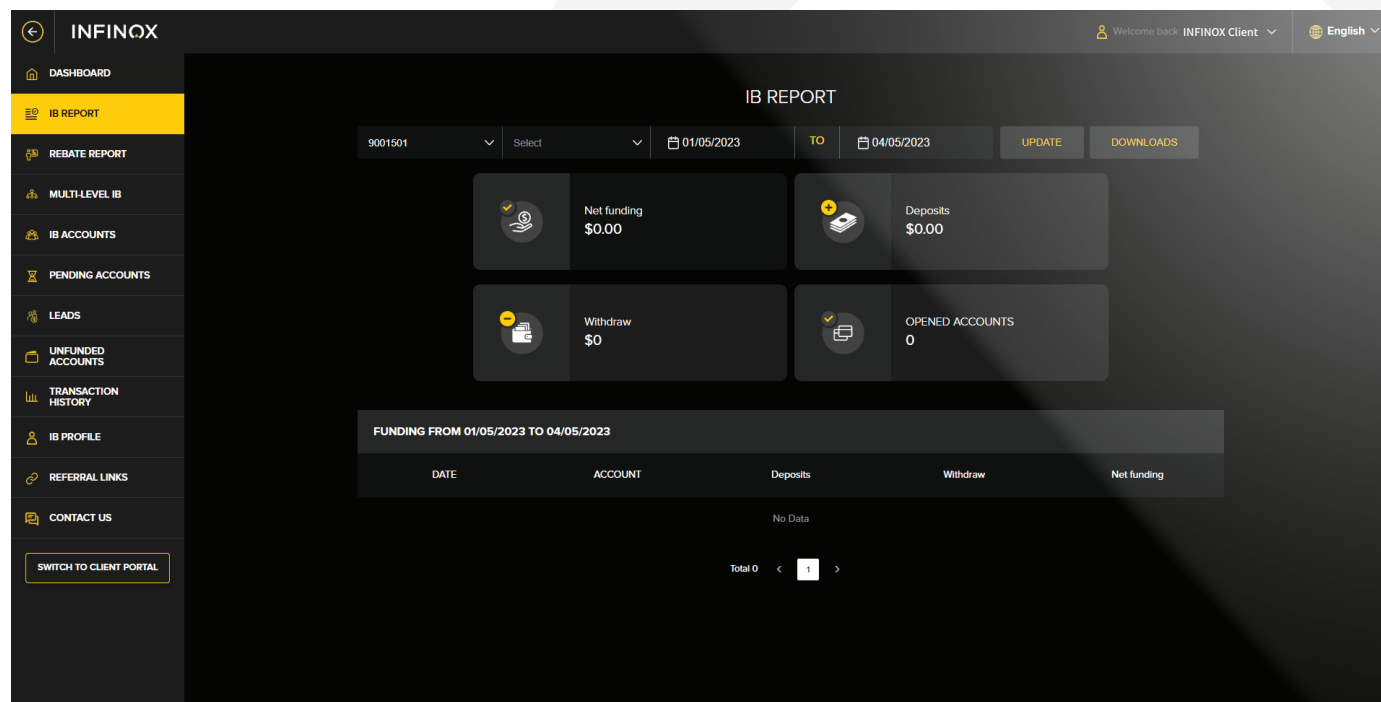 INFINOX
Welcome back INFINOX Client
English
DASHBOARD
IB REPORT
REBATE REPORT
MULTI-LEVEL IB
IB ACCOUNTS
PENDING ACCOUNTS
LEADS
UNFUNDED
ACCOUNTS
TRANSACTION
HISTORY
IB PROFILE
REFERRAL LINKS
CONTACT US
SWITCH TO CLIENT PORTAL
IB REPORT
9001501 Select 01/05/2023 TO 04/05/2023 UPDATE DOWNLOADS
Net funding
$0.00
Deposits
$0.00
Withdraw
$0
OPENED ACCOUNTS
0
FUNDING FROM 01/05/2023 TO 04/05/2023
DATE ACCOUNT Deposits Withdraw Net funding
No Data
Total 0 < 1 >